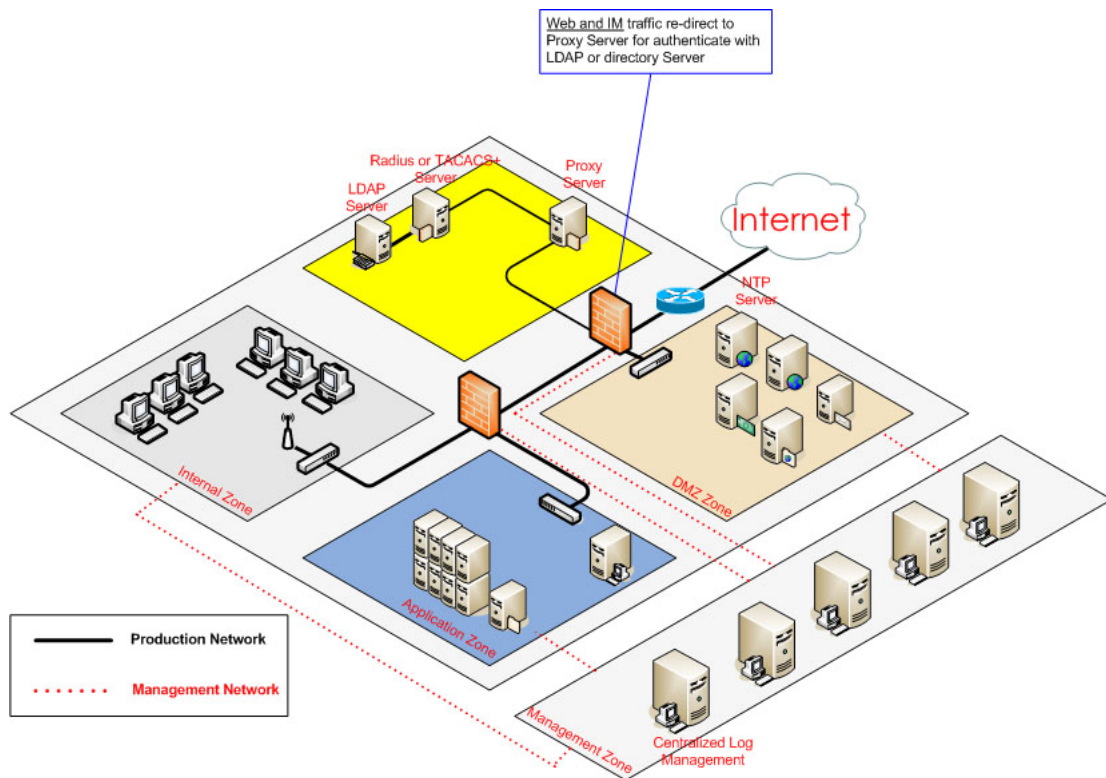 Web and IM traffic re-direct to
Proxy Server for authenticate with
LDAP or directory Server
Radius or TACACS+
Server
Proxy
Server
LDAP
Server
Internet
NTP
Server
Internal Zone
DMZ Zone
Application Zone
Production Network
Management Network
Management Zone
Centralized Log
Management